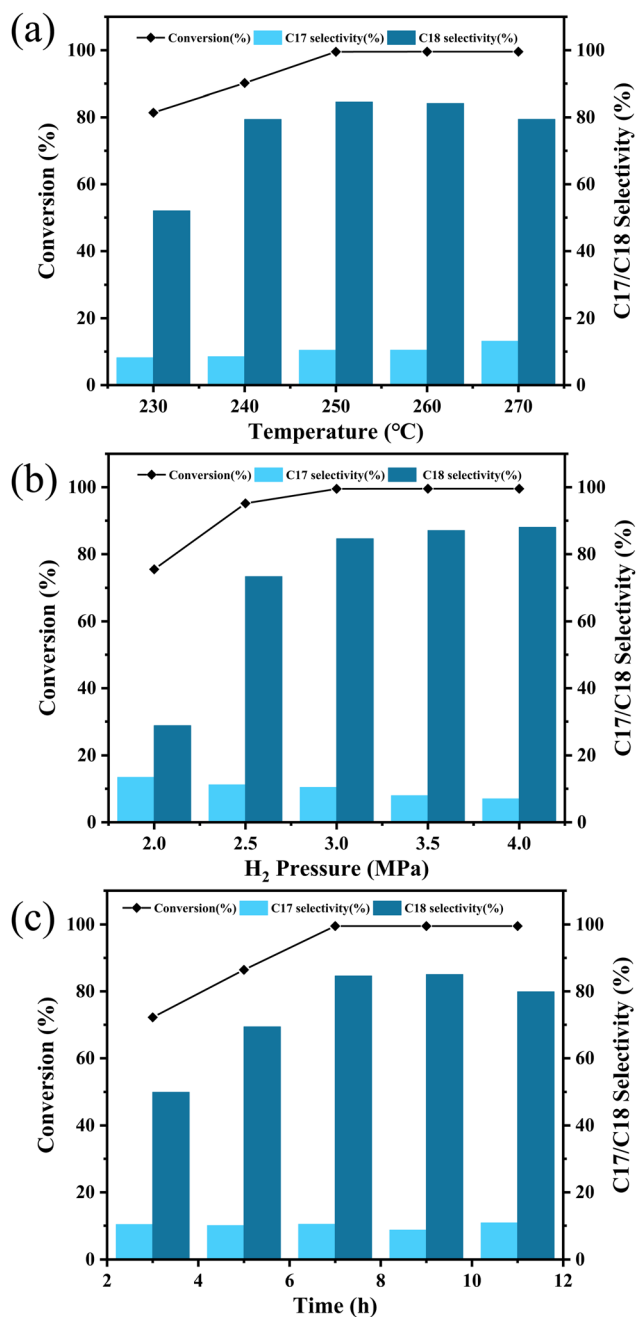 (a)
Conversion(%) C17 selectivity(%) C18 selectivity(%)
100
80
60
40
20
0
Conversion (%)
100
80
60
40
20
0
C17/C18 Selectivity (%)
230 240 250 260 270
Temperature (℃)
(b)
Conversion(%) C17 selectivity(%) C18 selectivity(%)
100
80
60
40
20
0
Conversion (%)
100
80
60
40
20
0
C17/C18 Selectivity (%)
2.0 2.5 3.0 3.5 4.0
H₂ Pressure (MPa)
(c)
Conversion(%) C17 selectivity(%) C18 selectivity(%)
100
80
60
40
20
0
Conversion (%)
100
80
60
40
20
0
C17/C18 Selectivity (%)
2 4 6 8 10 12
Time (h)